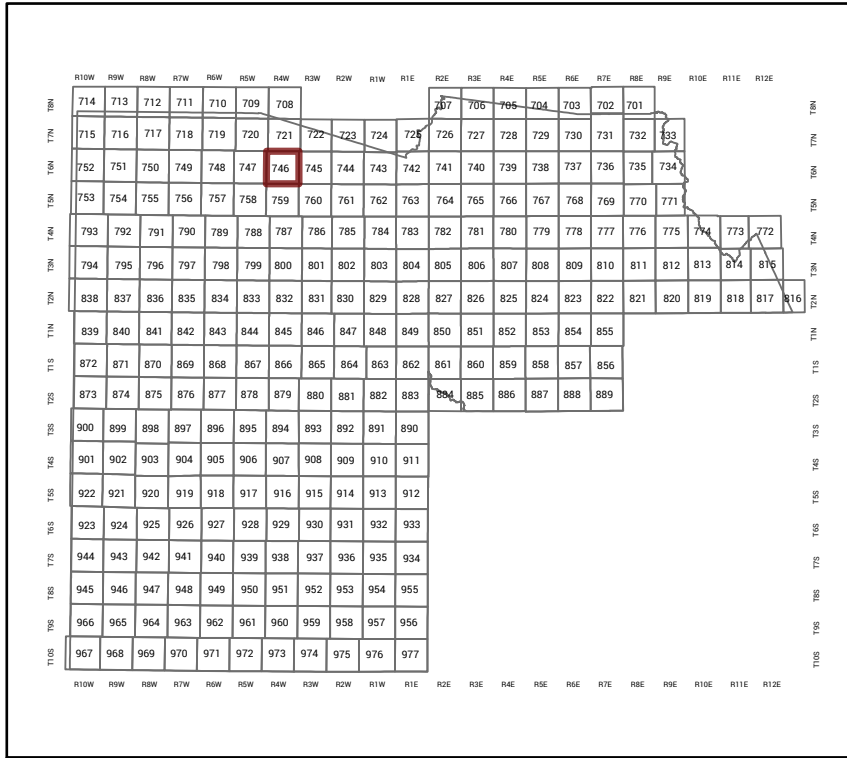 R10W R9W R8W R7W R6W R5W R4W R3W R2W R1W R1E R2E R3E R4E R5E R6E R7E R8E R9E R10E R11E R12E
T8N 714 713 712 711 710 709 708 707 706 705 704 703 702 701 T8N
T7N 715 716 717 718 719 720 721 722 723 724 725 726 727 728 729 730 731 732 733 T7N
T6N 752 751 750 749 748 747 746 745 744 743 742 741 740 739 738 737 736 735 734 T6N
T5N 753 754 755 756 757 758 759 760 761 762 763 764 765 766 767 768 769 770 771 T5N
T4N 793 792 791 790 789 788 787 786 785 784 783 782 781 780 779 778 777 776 775 774 773 772 T4N
T3N 794 795 796 797 798 799 800 801 802 803 804 805 806 807 808 809 810 811 812 813 814 815 T3N
T2N 838 837 836 835 834 833 832 831 830 829 828 827 826 825 824 823 822 821 820 819 818 817 816 T2N
T1N 839 840 841 842 843 844 845 846 847 848 849 850 851 852 853 854 855 T1N
T1S 872 871 870 869 868 867 866 865 864 863 862 861 860 859 858 857 856 T1S
T2S 873 874 875 876 877 878 879 880 881 882 883 884 885 886 887 888 889 T2S
T3S 900 899 898 897 896 895 894 893 892 891 890 T3S
T4S 901 902 903 904 905 906 907 908 909 910 911 T4S
T5S 922 921 920 919 918 917 916 915 914 913 912 T5S
T6S 923 924 925 926 927 928 929 930 931 932 933 T6S
T7S 944 943 942 941 940 939 938 937 936 935 934 T7S
T8S 945 946 947 948 949 950 951 952 953 954 955 T8S
T9S 966 965 964 963 962 961 960 959 958 957 956 T9S
T10S 967 968 969 970 971 972 973 974 975 976 977 T10S
R10W R9W R8W R7W R6W R5W R4W R3W R2W R1W R1E R2E R3E R4E R5E R6E R7E R8E R9E R10E R11E R12E